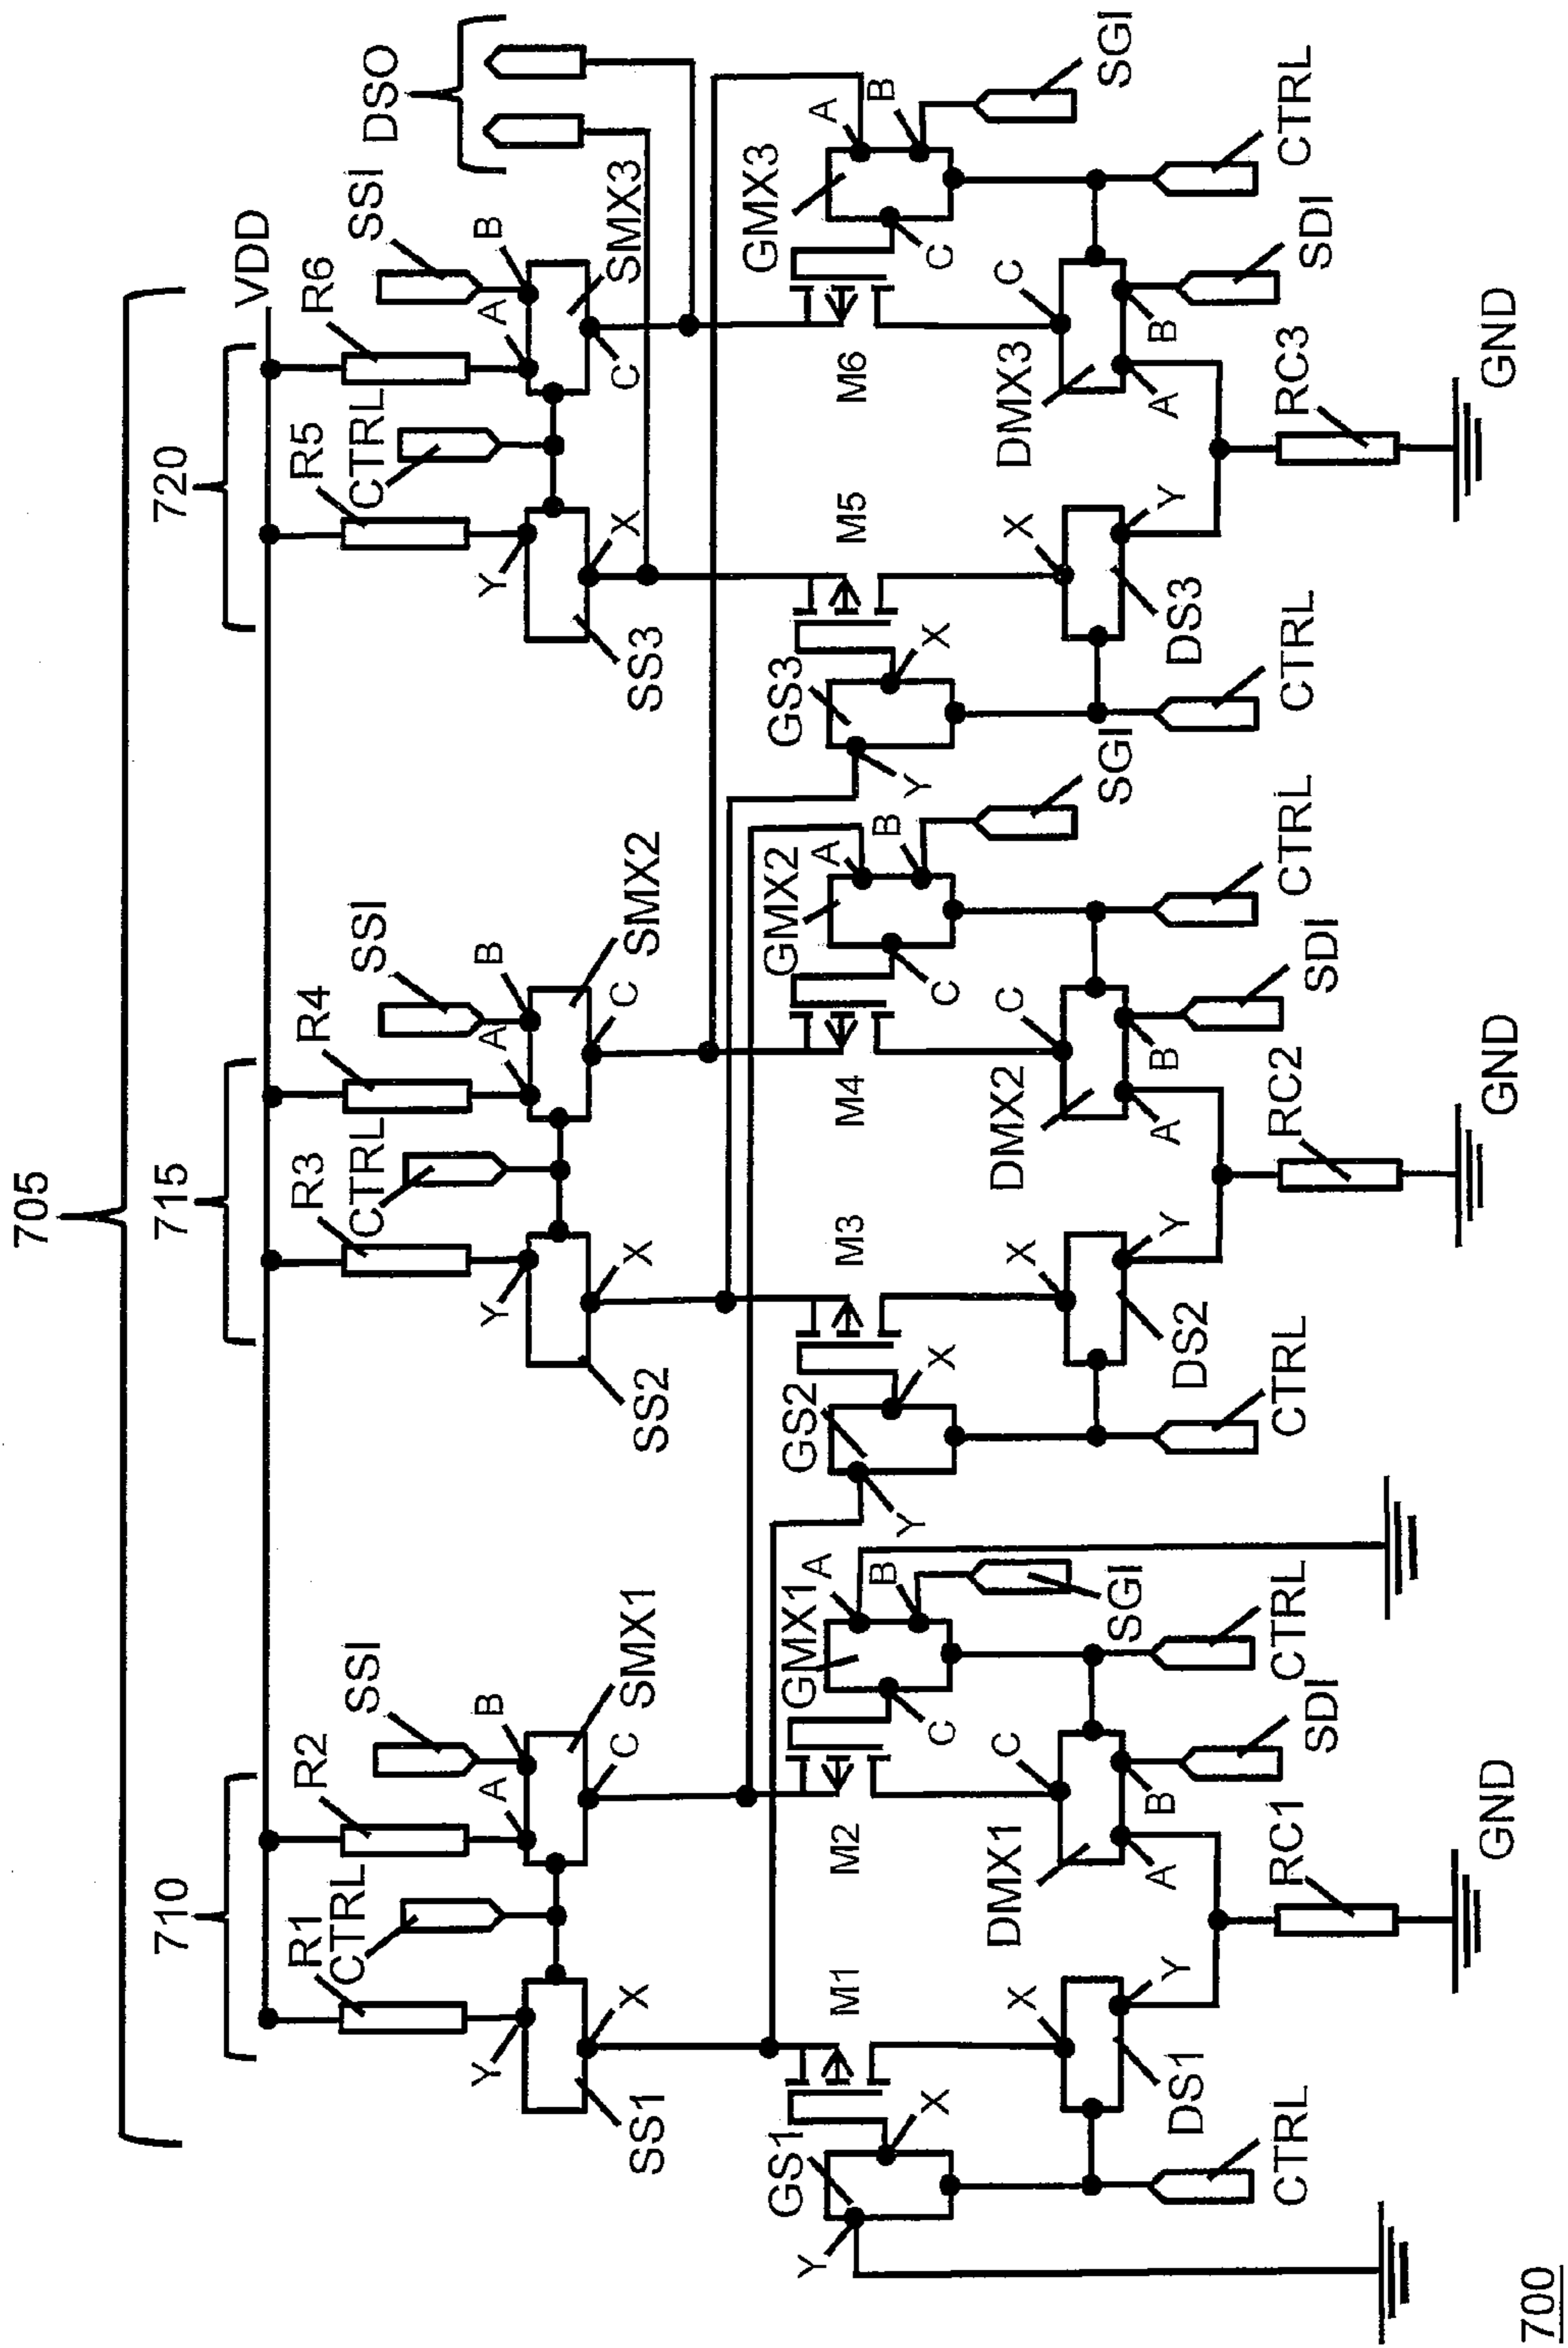 705
710
715
720
VDD
DSO
R1
R2
R3
R4
R5
R6
CTRL
SSI
CTRL
SSI
CTRL
SSI
Y
A
B
Y
A
B
Y
A
B
SS1
X
SMX1
C
SS2
X
SMX2
C
SS3
X
SMX3
C
GS1
Y
X
M1
M2
GMX1
A
B
C
SGI
GS2
Y
X
M3
M4
GMX2
A
B
C
SGI
GS3
Y
X
M5
M6
GMX3
A
B
C
SGI
X
DS1
Y
C
DMX1
A
B
X
DS2
Y
C
DMX2
A
B
X
DS3
Y
C
DMX3
A
B
CTRL
RC1
SDI
CTRL
CTRL
RC2
SDI
CTRL
CTRL
RC3
SDI
CTRL
GND
GND
GND
700